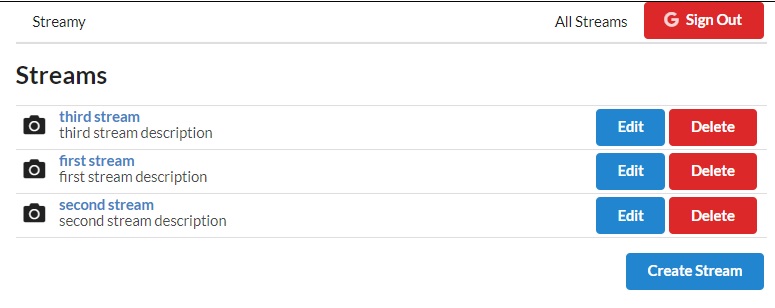 Streamy
All Streams
Sign Out
Streams
third stream
third stream description
Edit
Delete
first stream
first stream description
Edit
Delete
second stream
second stream description
Edit
Delete
Create Stream